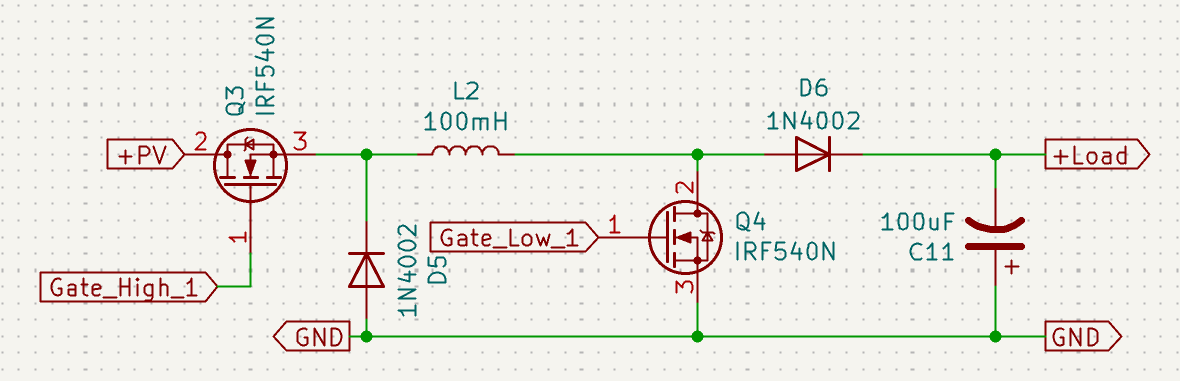 Q3
IRF540N
+PV
2
3
1
Gate_High_1
L2
100mH
1N4002
D5
GND
Gate_Low_1
1
2
3
Q4
IRF540N
D6
1N4002
+Load
100uF
C11
+
GND